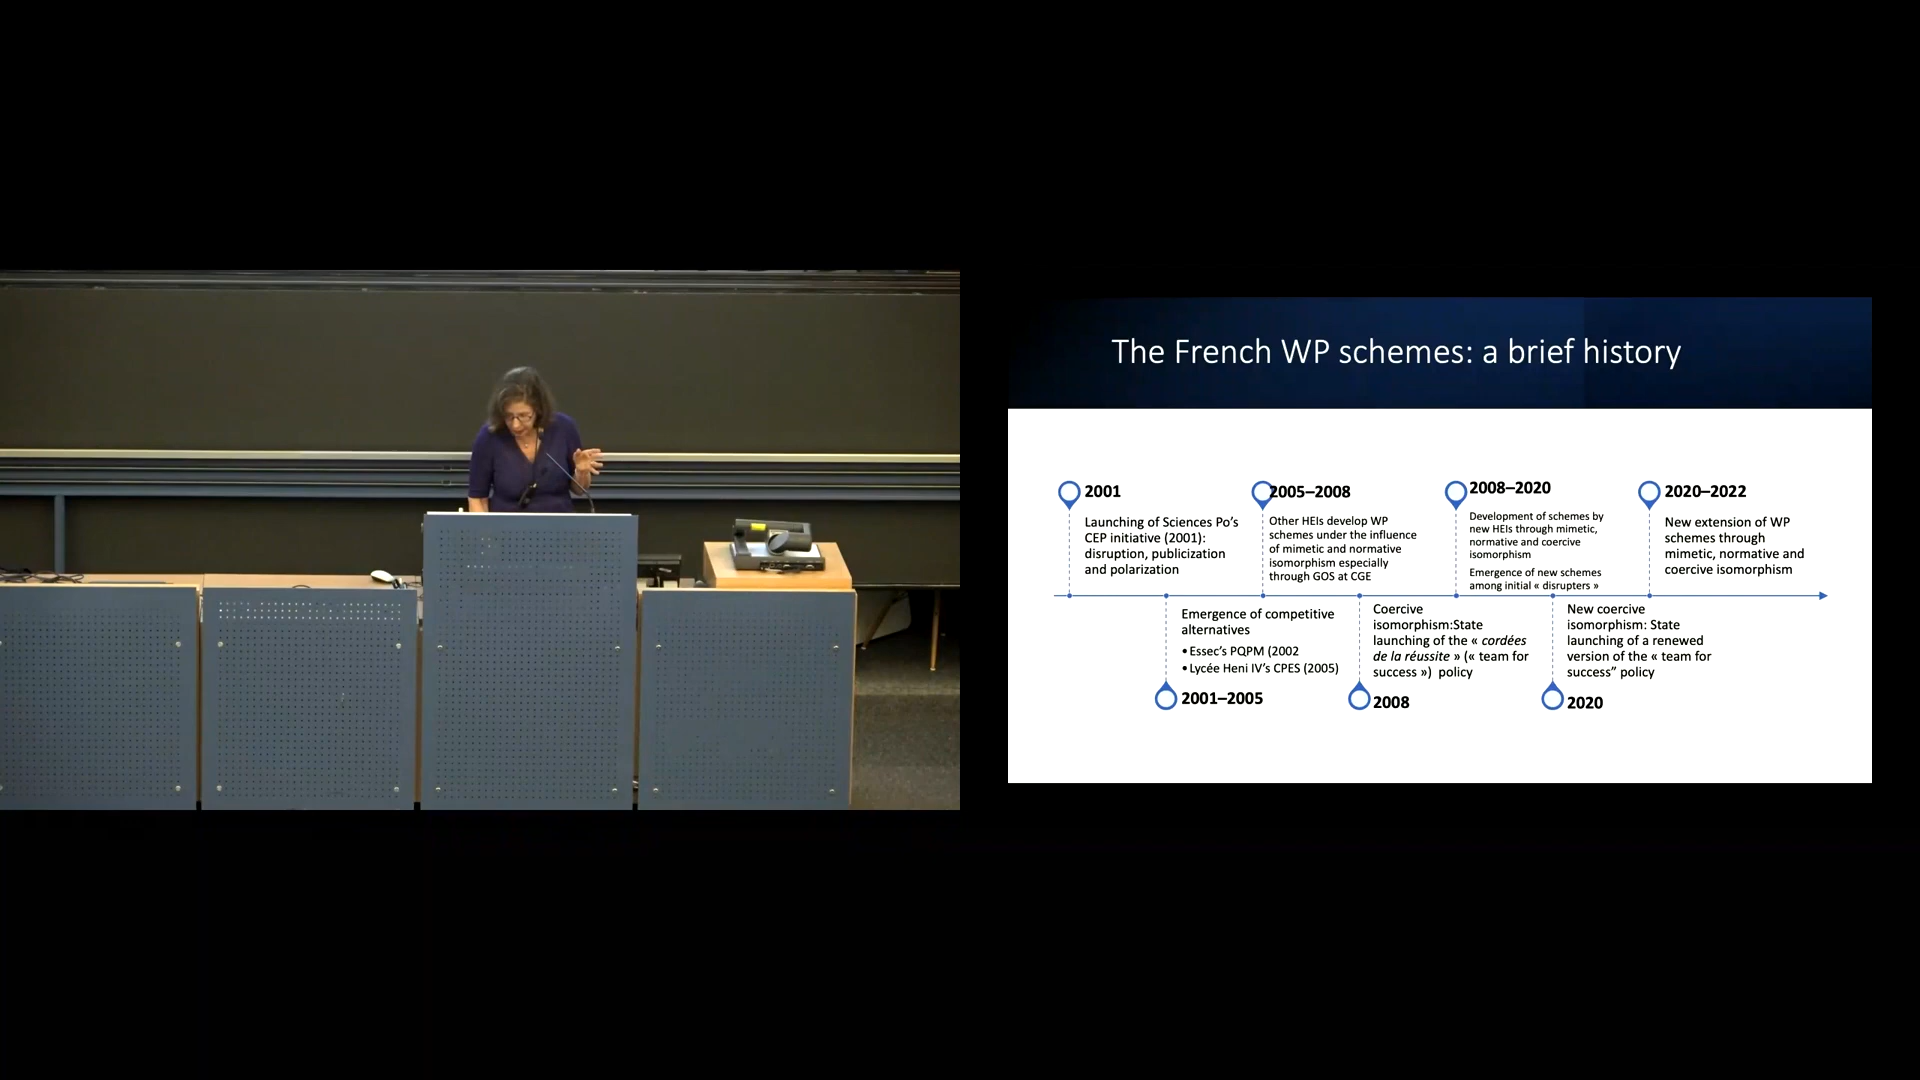 The French WP schemes: a brief history
2001
Launching of Sciences Po's
CEP initiative (2001):
disruption, publicization
and polarization
2005–2008
Other HEIs develop WP
schemes under the influence
of mimetic and normative
isomorphism especially
through GOS at CGE
2008–2020
Development of schemes by
new HEIs through mimetic,
normative and coercive
isomorphism
Emergence of new schemes
among initial « disrupters »
2020–2022
New extension of WP
schemes through
mimetic, normative and
coercive isomorphism
Emergence of competitive
alternatives
•Essec's PQPM (2002
•Lycée Heni IV's CPES (2005)
2001–2005
Coercive
isomorphism:State
launching of the « cordées
de la réussite » (« team for
success ») policy
2008
New coercive
isomorphism: State
launching of a renewed
version of the « team for
success” policy
2020